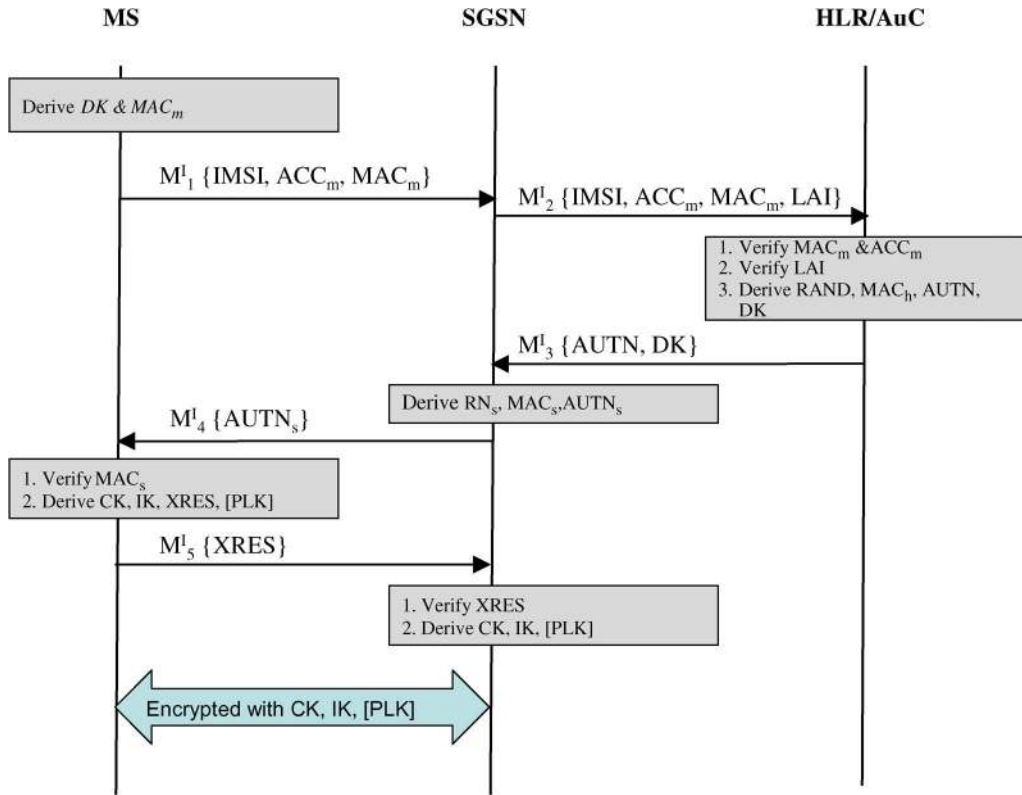 MS SGSN HLR/AuC
Derive DK & MACₘ
Mᴵ₁ {IMSI, ACCₘ, MACₘ}
Mᴵ₂ {IMSI, ACCₘ, MACₘ, LAI}
1. Verify MACₘ &ACCₘ
2. Verify LAI
3. Derive RAND, MACₕ, AUTN,
DK
Mᴵ₃ {AUTN, DK}
Derive RNₛ, MACₛ,AUTNₛ
Mᴵ₄ {AUTNₛ}
1. Verify MACₛ
2. Derive CK, IK, XRES, [PLK]
Mᴵ₅ {XRES}
1. Verify XRES
2. Derive CK, IK, [PLK]
Encrypted with CK, IK, [PLK]